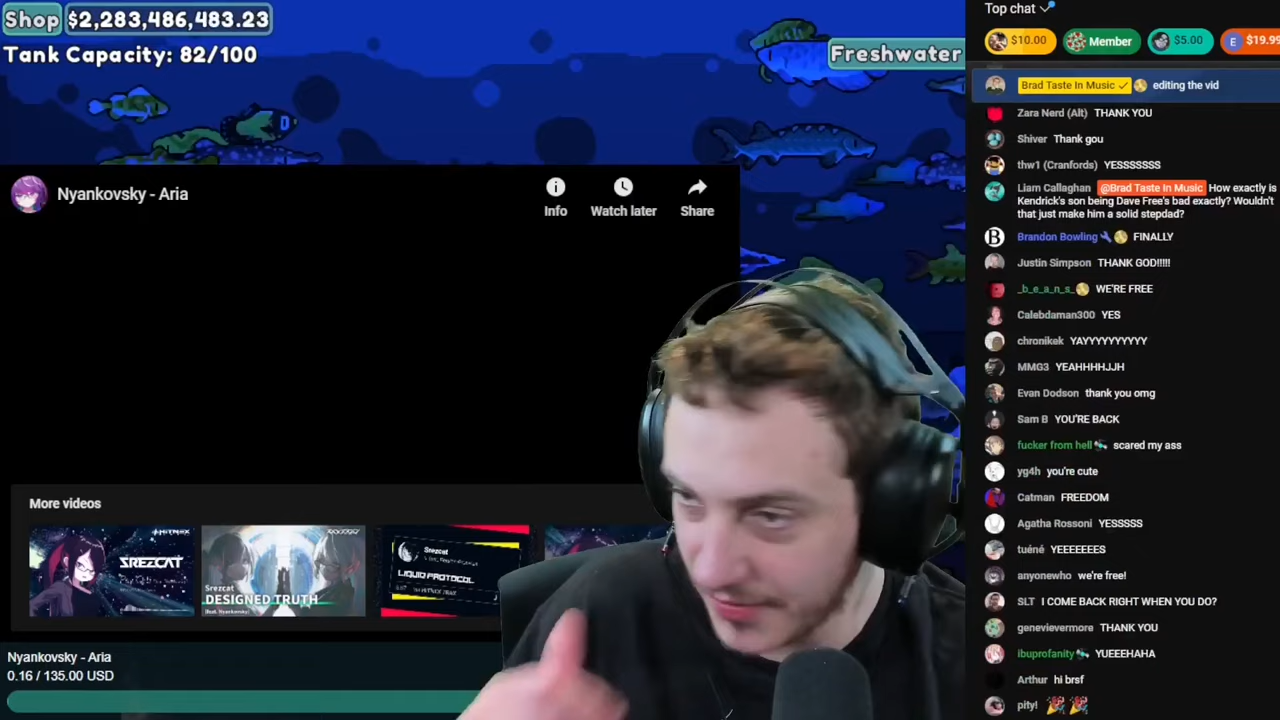 Shop $2,283,486,483.23
Tank Capacity: 82/100
Freshwater
Nyankovsky - Aria
Info
Watch later
Share
More videos
SREZCAT
Srezcat
DESIGNED TRUTH
Srezcat
LIQUID PROTOCOL
Nyankovsky - Aria
0.16 / 135.00 USD
Top chat
$10.00
Member
$5.00
E $19.99
Brad Taste In Music ✓ editing the vid
Zara Nerd (Alt) THANK YOU
Shiver Thank gou
thw1 (Cranfords) YESSSSSS
Liam Callaghan @Brad Taste In Music How exactly is
Kendrick's son being Dave Free's bad exactly? Wouldn't
that just make him a solid stepdad?
B Brandon Bowling FINALLY
Justin Simpson THANK GOD!!!!!
_b_e_a_n_s_ WE'RE FREE
Calebdaman300 YES
chronikek YAYYYYYYYYYY
MMG3 YEAHHHHJJH
Evan Dodson thank you omg
Sam B YOU'RE BACK
fucker from hell scared my ass
yg4h you're cute
Catman FREEDOM
Agatha Rossoni YESSSSS
tuéné YEEEEEEES
anyonewho we're free!
SLT I COME BACK RIGHT WHEN YOU DO?
genevievermore THANK YOU
ibuprofanity YUEEEHAHA
Arthur hi brsf
pity! 🎉 🎉